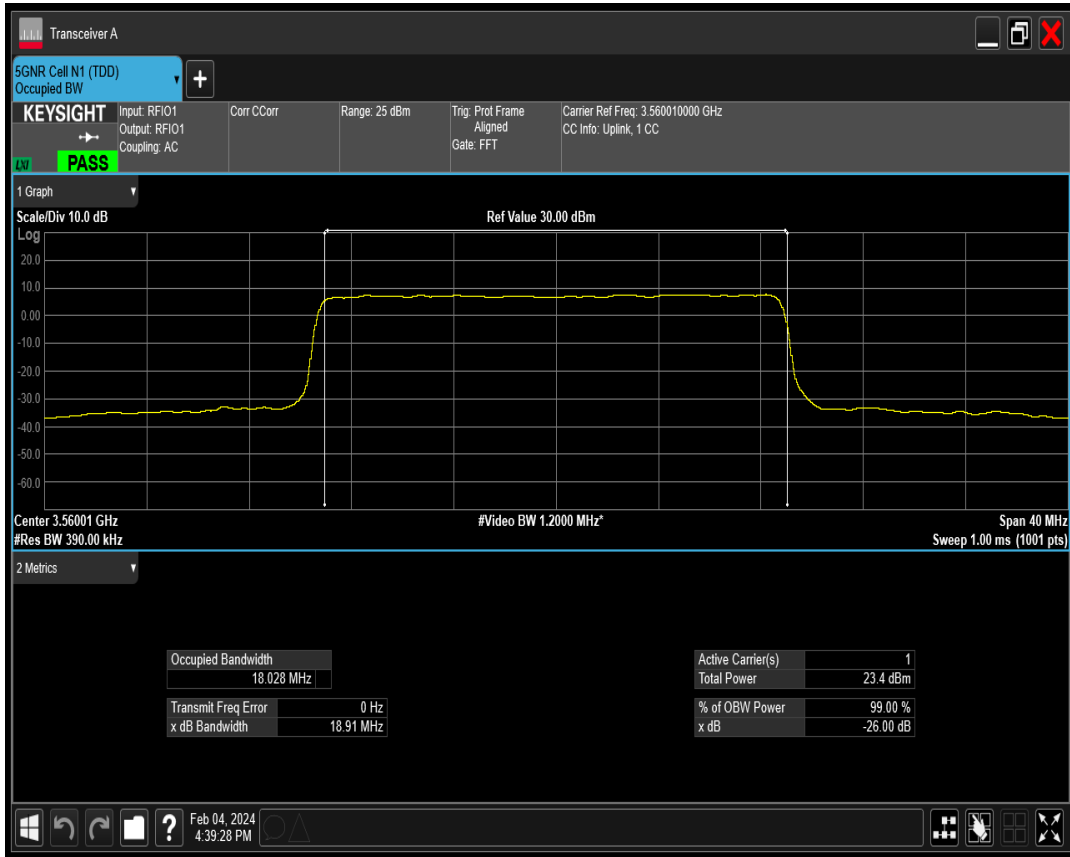 Transceiver A
5GNR Cell N1 (TDD)
Occupied BW
+
KEYSIGHT
LXI
PASS
Input: RFIO1
Output: RFIO1
Coupling: AC
Corr CCorr
Range: 25 dBm
Trig: Prot Frame
Aligned
Gate: FFT
Carrier Ref Freq: 3.560010000 GHz
CC Info: Uplink, 1 CC
1 Graph
Scale/Div 10.0 dB
Ref Value 30.00 dBm
Log
20.0
10.0
0.00
-10.0
-20.0
-30.0
-40.0
-50.0
-60.0
Center 3.56001 GHz
#Video BW 1.2000 MHz*
Span 40 MHz
#Res BW 390.00 kHz
Sweep 1.00 ms (1001 pts)
2 Metrics
Occupied Bandwidth
18.028 MHz
Transmit Freq Error 0 Hz
x dB Bandwidth 18.91 MHz
Active Carrier(s) 1
Total Power 23.4 dBm
% of OBW Power 99.00 %
x dB -26.00 dB
?
Feb 04, 2024
4:39:28 PM